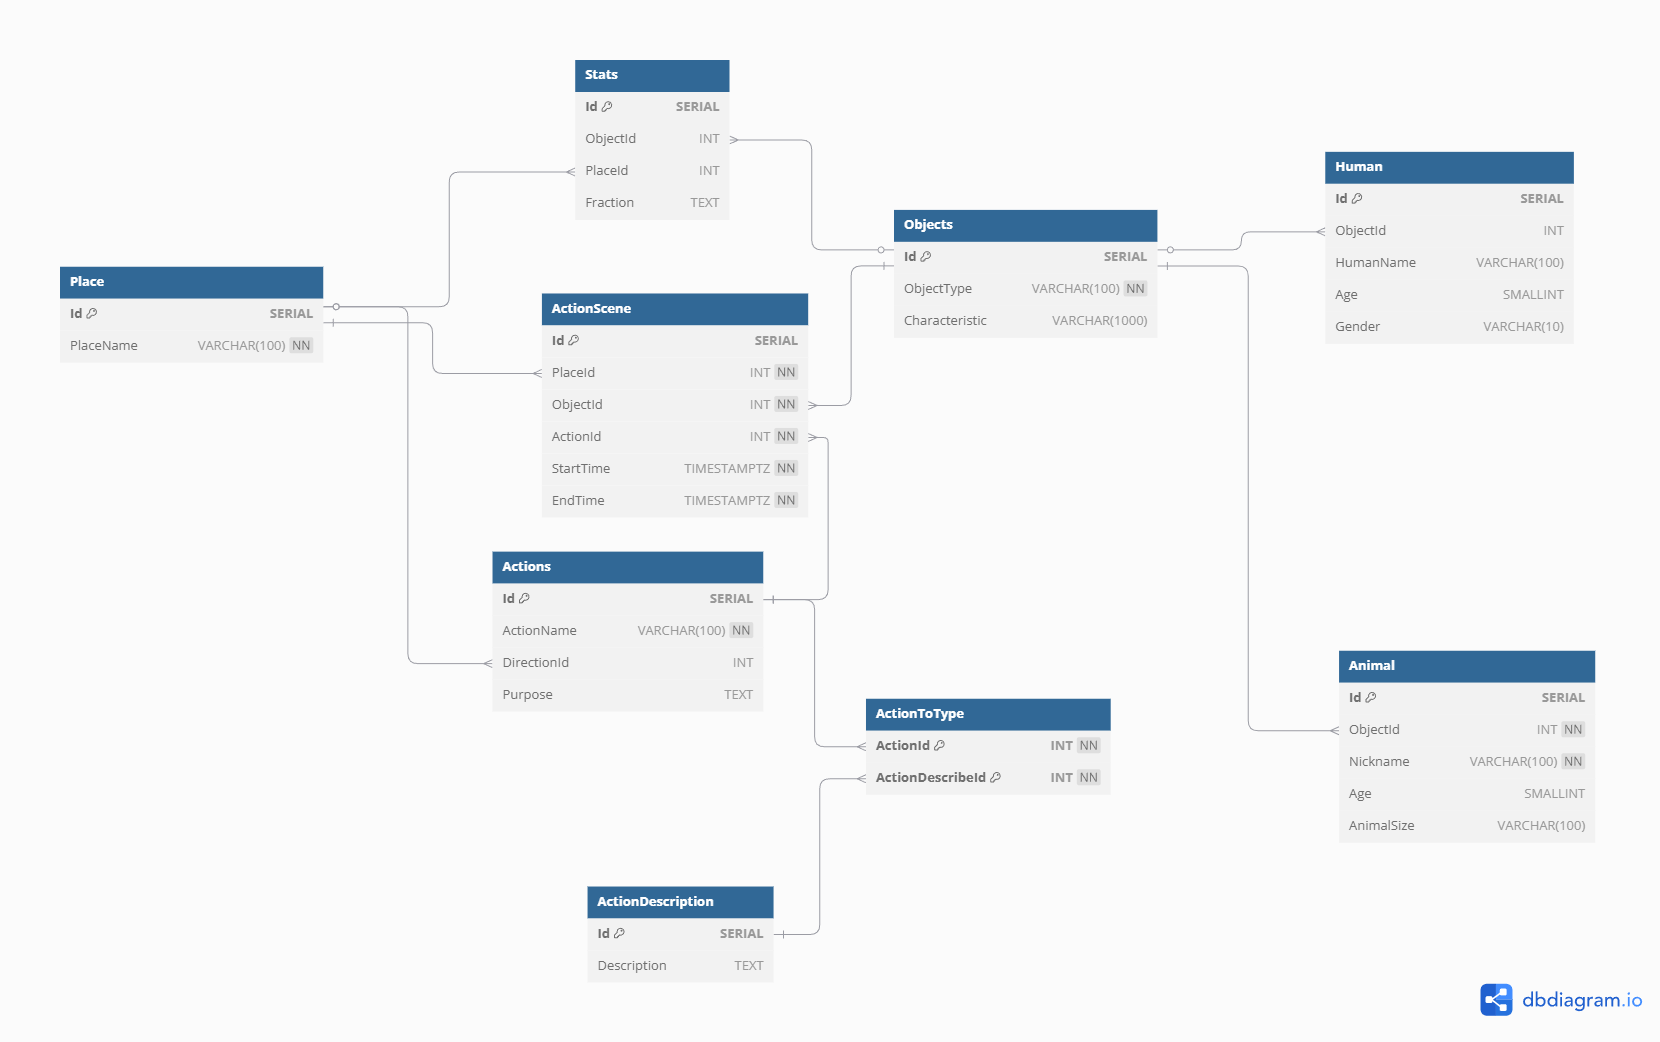 Stats
Id SERIAL
ObjectId INT
PlaceId INT
Fraction TEXT
Human
Id SERIAL
ObjectId INT
HumanName VARCHAR(100)
Age SMALLINT
Gender VARCHAR(10)
Objects
Id SERIAL
ObjectType VARCHAR(100) NN
Characteristic VARCHAR(1000)
Place
Id SERIAL
PlaceName VARCHAR(100) NN
ActionScene
Id SERIAL
PlaceId INT NN
ObjectId INT NN
ActionId INT NN
StartTime TIMESTAMPTZ NN
EndTime TIMESTAMPTZ NN
Actions
Id SERIAL
ActionName VARCHAR(100) NN
DirectionId INT
Purpose TEXT
Animal
Id SERIAL
ObjectId INT NN
Nickname VARCHAR(100) NN
Age SMALLINT
AnimalSize VARCHAR(100)
ActionToType
ActionId INT NN
ActionDescribeId INT NN
ActionDescription
Id SERIAL
Description TEXT
dbdiagram.io